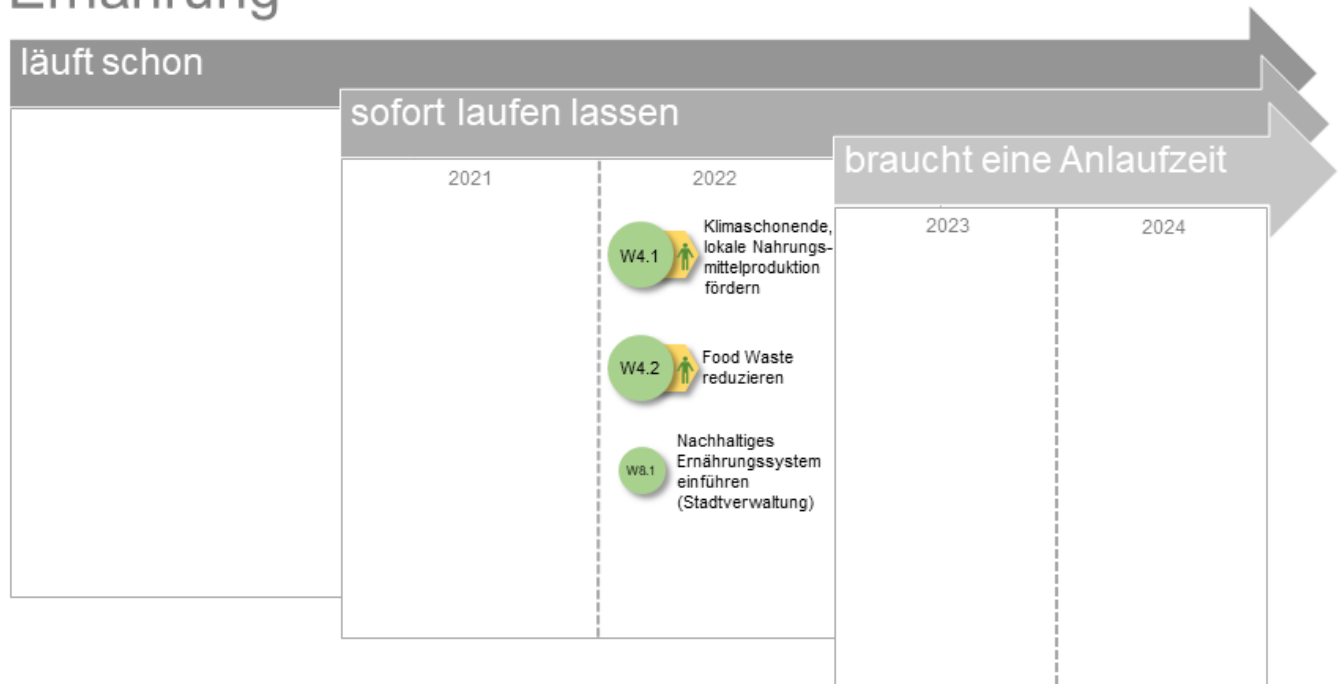 Ernährung
läuft schon
sofort laufen lassen
braucht eine Anlaufzeit
2021
2022
2023
2024
W4.1
Klimaschonende,
lokale Nahrungs-
mittelproduktion
fördern
W4.2
Food Waste
reduzieren
W8.1
Nachhaltiges
Ernährungssystem
einführen
(Stadtverwaltung)